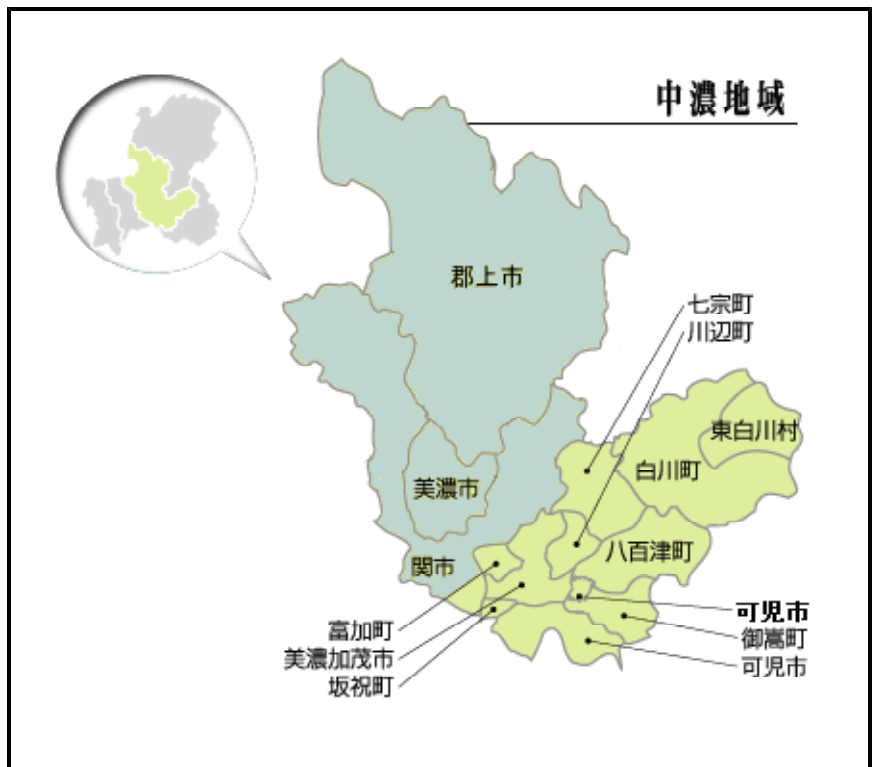 中濃地域
郡上市
七宗町
川辺町
東白川村
白川町
美濃市
八百津町
関市
可児市
富加町
御嵩町
美濃加茂市
可児市
坂祝町